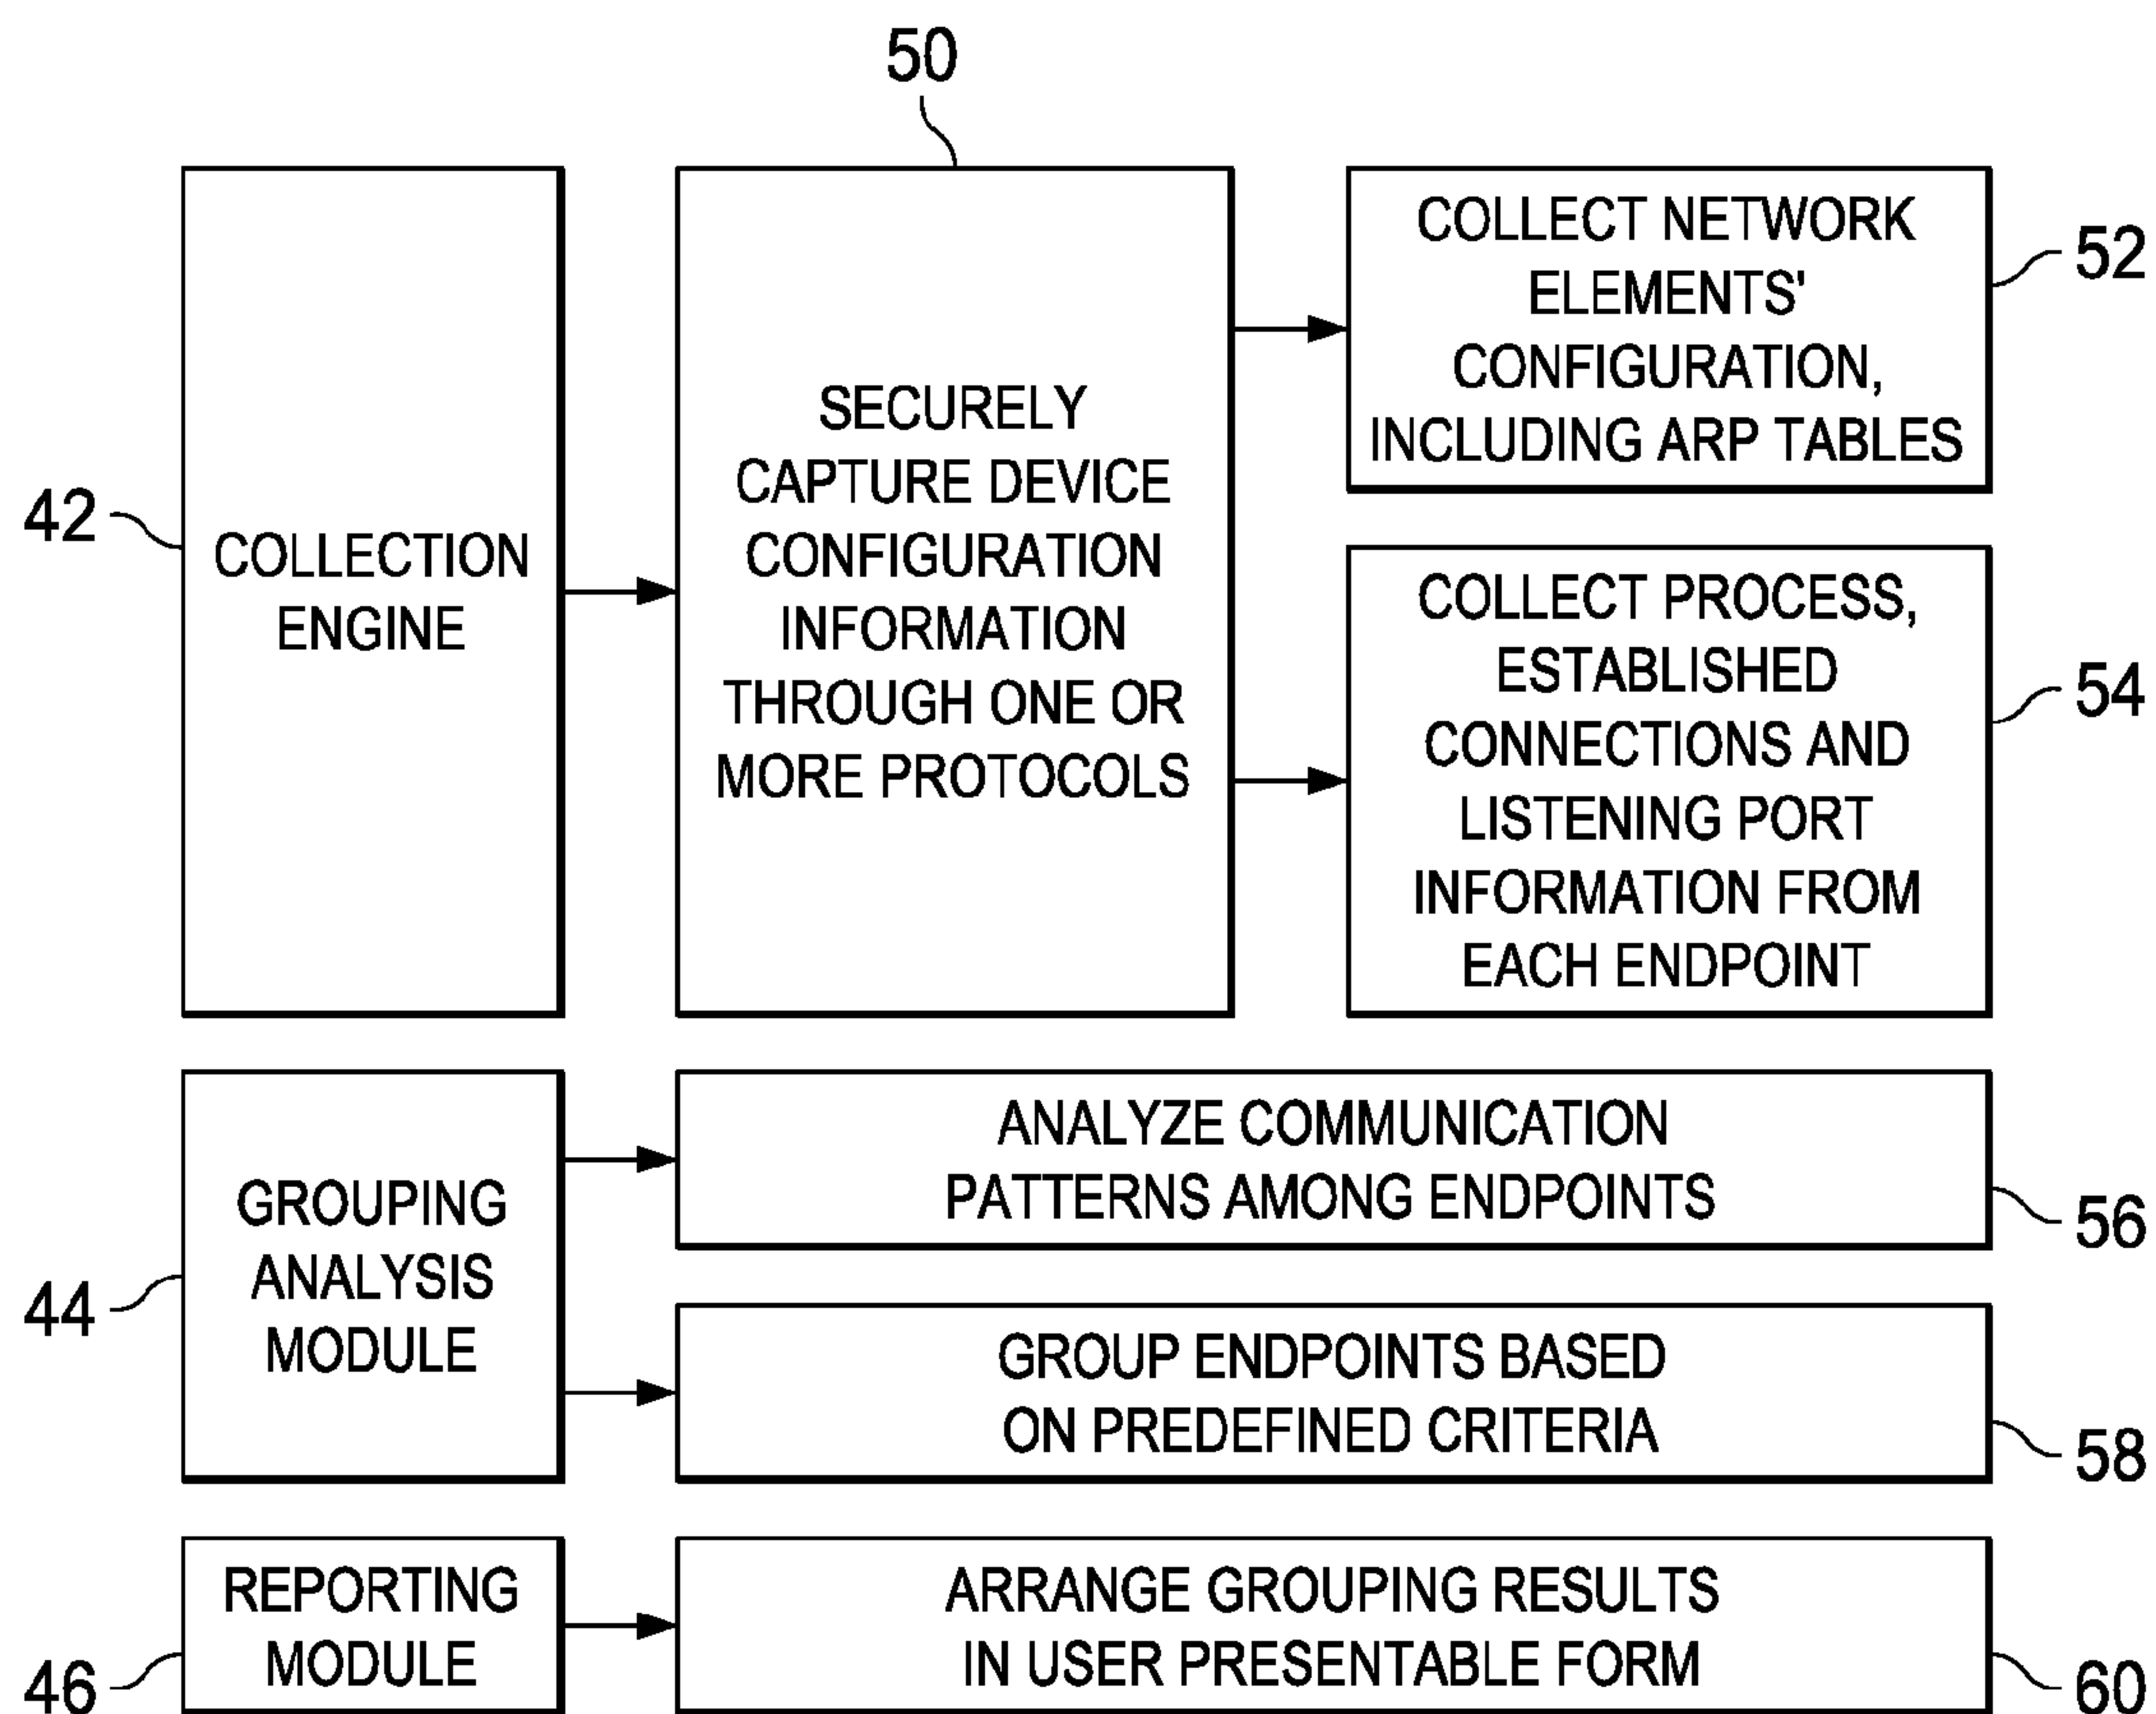 50
42
COLLECTION
ENGINE
SECURELY
CAPTURE DEVICE
CONFIGURATION
INFORMATION
THROUGH ONE OR
MORE PROTOCOLS
COLLECT NETWORK
ELEMENTS'
CONFIGURATION,
INCLUDING ARP TABLES
52
COLLECT PROCESS,
ESTABLISHED
CONNECTIONS AND
LISTENING PORT
INFORMATION FROM
EACH ENDPOINT
54
44
GROUPING
ANALYSIS
MODULE
ANALYZE COMMUNICATION
PATTERNS AMONG ENDPOINTS
56
GROUP ENDPOINTS BASED
ON PREDEFINED CRITERIA
58
46
REPORTING
MODULE
ARRANGE GROUPING RESULTS
IN USER PRESENTABLE FORM
60